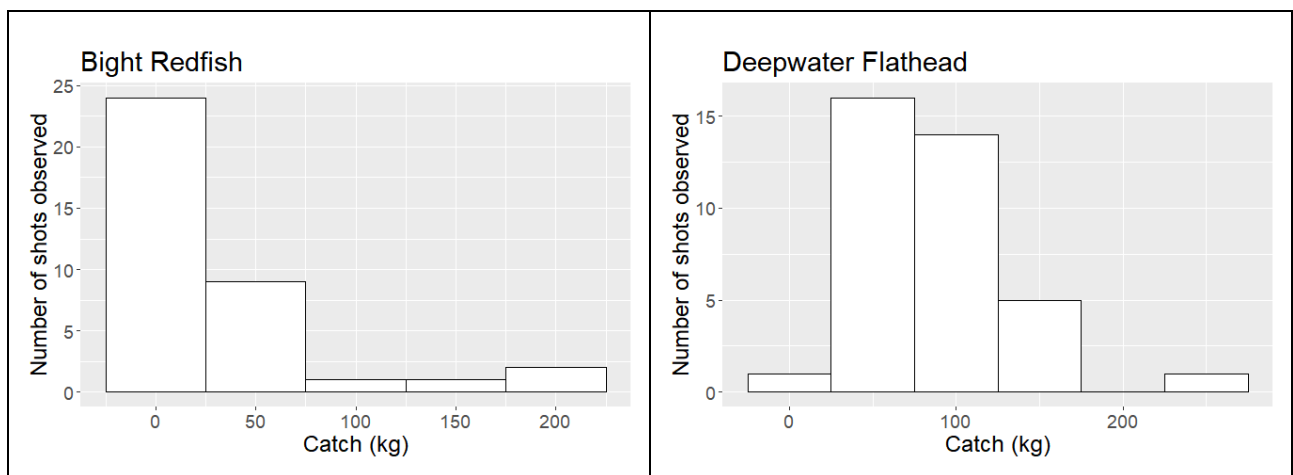 Bight Redfish
Number of shots observed
25
20
15
10
5
0
0 50 100 150 200
Catch (kg)
Deepwater Flathead
Number of shots observed
15
10
5
0
0 100 200
Catch (kg)